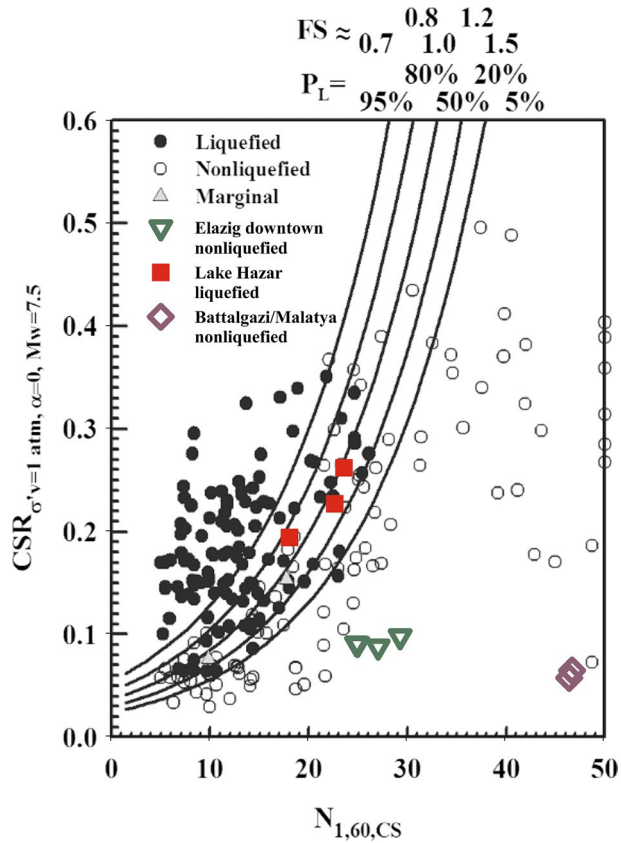 0.8 1.2
FS ≈ 0.7 1.0 1.5
80% 20%
P_L= 95% 50% 5%
0.6
0.5
0.4
0.3
0.2
0.1
0.0
Liquefied
Nonliquefied
Marginal
Elazig downtown
nonliquefied
Lake Hazar
liquefied
Battalgazi/Malatya
nonliquefied
CSR_σ'v=1 atm, α=0, Mw=7.5
0 10 20 30 40 50
N_1,60,CS